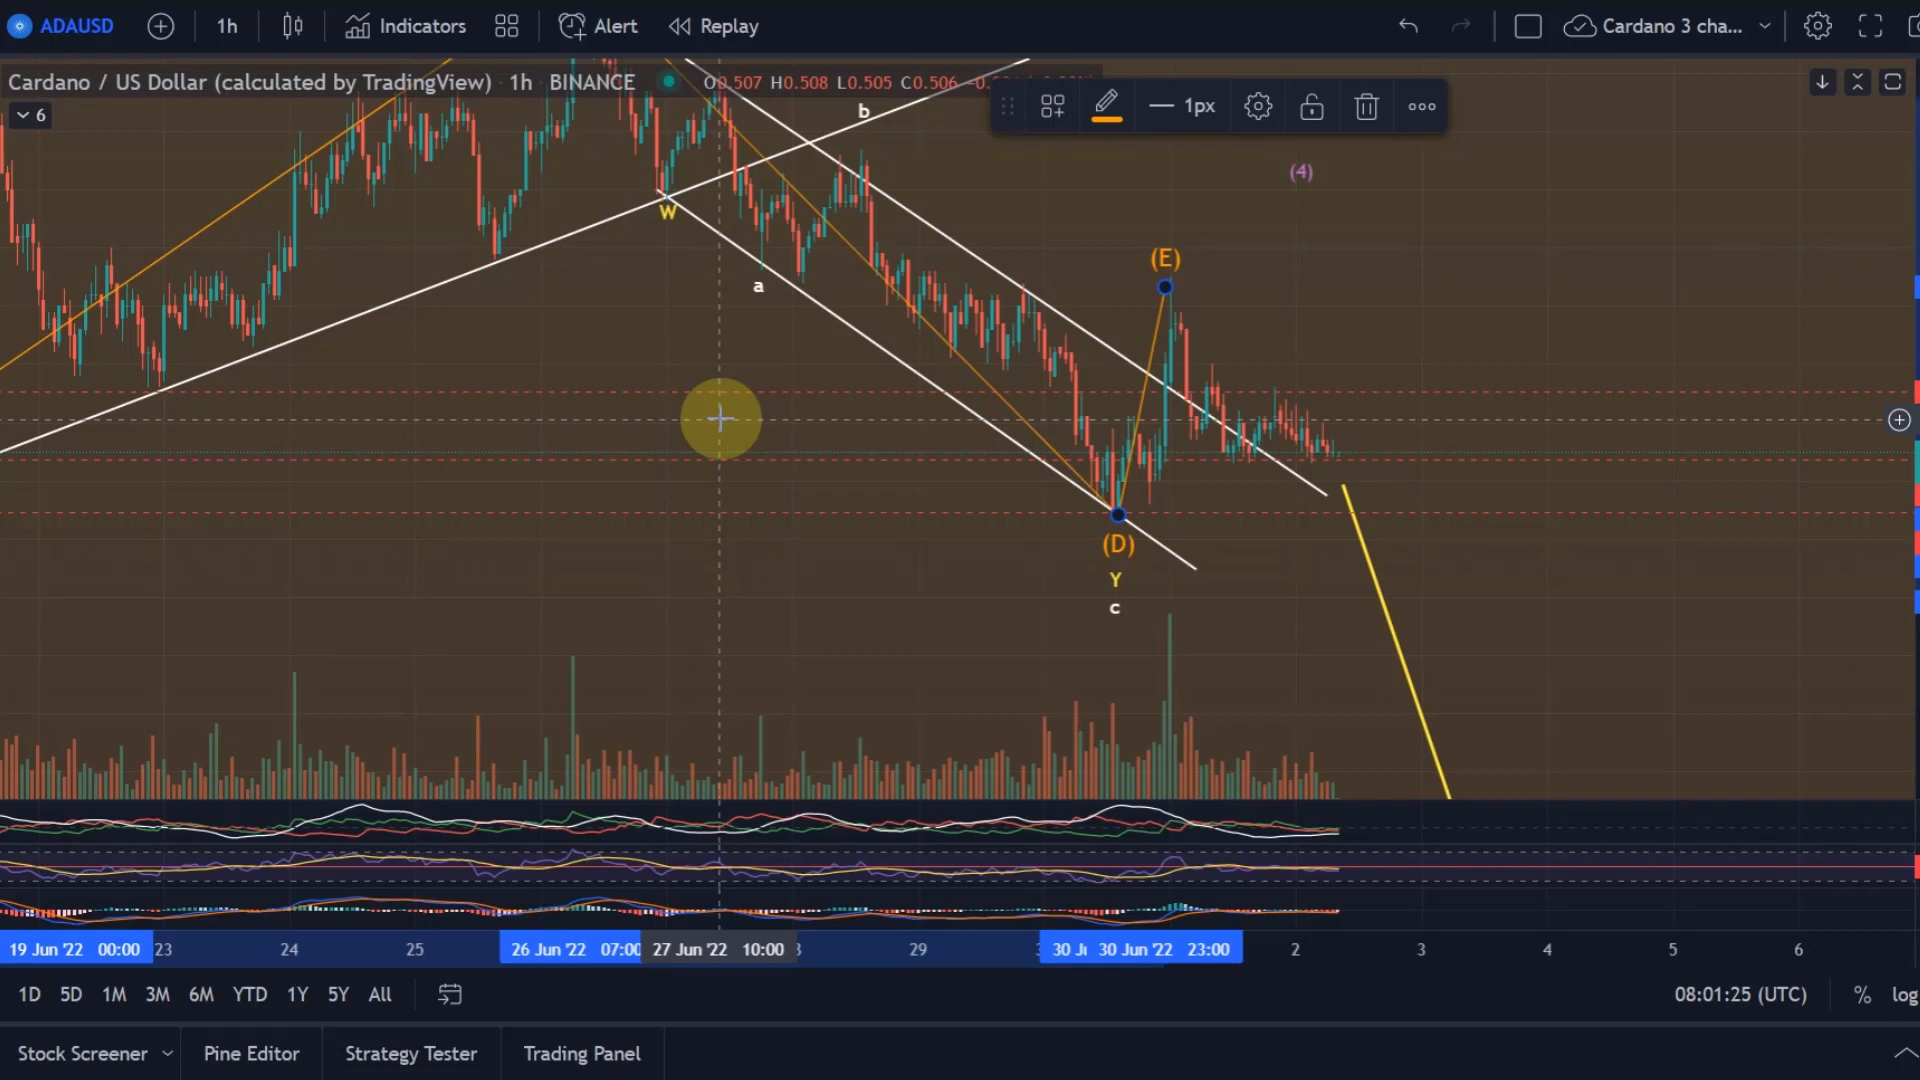 ADAUSD 1h Indicators Alert Replay Cardano 3 cha...
Cardano / US Dollar (calculated by TradingView) 1h BINANCE O0.507 H0.508 L0.505 C0.506
1px
6
b
(4)
W
(E)
a
(D)
Y
c
19 Jun '22 00:00 23 24 25 26 Jun '22 07:00 27 Jun '22 10:00 29 30 Ju 30 Jun '22 23:00 2 3 4 5 6
1D 5D 1M 3M 6M YTD 1Y 5Y All 08:01:25 (UTC) % log
Stock Screener Pine Editor Strategy Tester Trading Panel